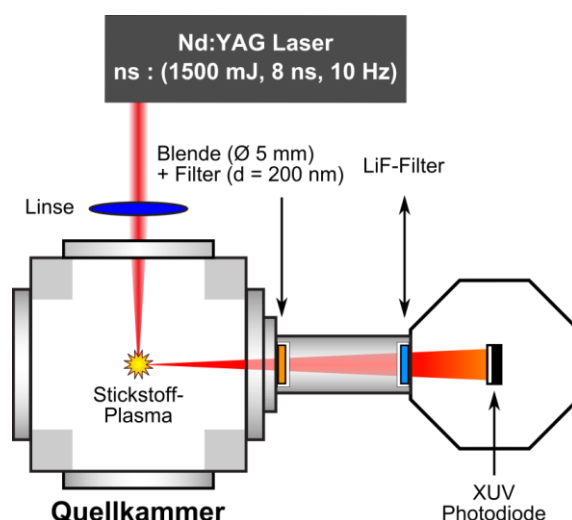 Nd:YAG Laser
ns : (1500 mJ, 8 ns, 10 Hz)
Blende (Ø 5 mm)
+ Filter (d = 200 nm)
LiF-Filter
Linse
Stickstoff-
Plasma
Quellkammer
XUV
Photodiode